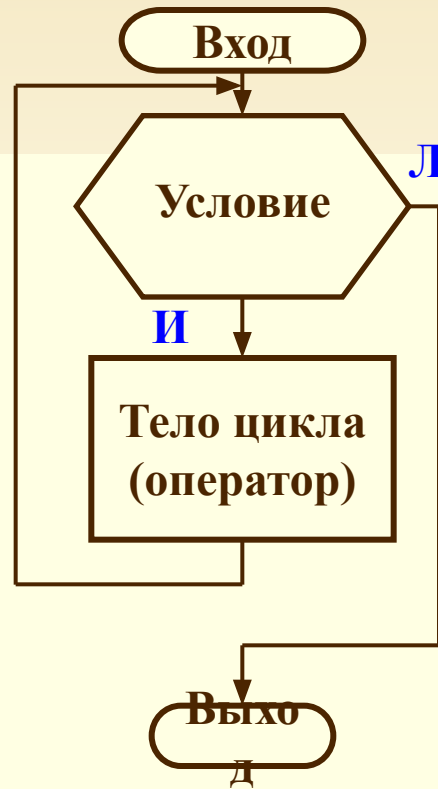 Вход
Л
Условие
И
Тело цикла
(оператор)
Выхо
д